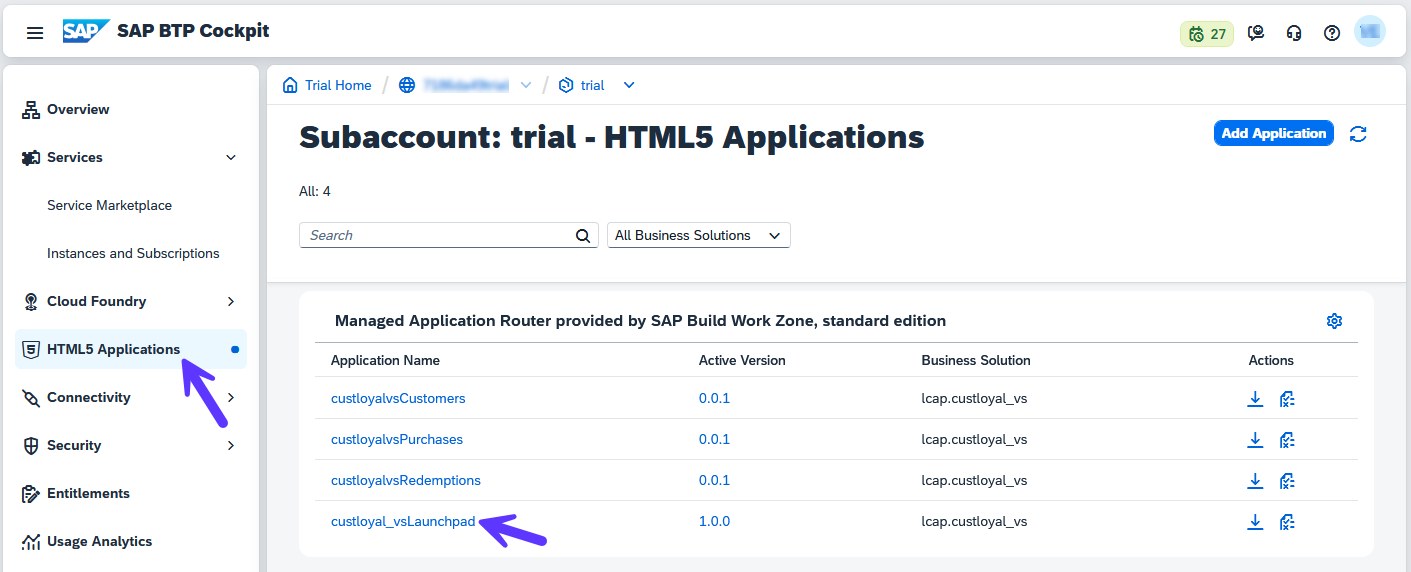 SAP SAP BTP Cockpit 27
Trial Home / / trial
Overview
Services
Service Marketplace
Instances and Subscriptions
Cloud Foundry
HTML5 Applications
Connectivity
Security
Entitlements
Usage Analytics
Subaccount: trial - HTML5 Applications
Add Application
All: 4
Search
All Business Solutions
Managed Application Router provided by SAP Build Work Zone, standard edition
Application Name Active Version Business Solution Actions
custloyalvsCustomers 0.0.1 lcap.custloyal_vs
custloyalvsPurchases 0.0.1 lcap.custloyal_vs
custloyalvsRedemptions 0.0.1 lcap.custloyal_vs
custloyal_vsLaunchpad 1.0.0 lcap.custloyal_vs